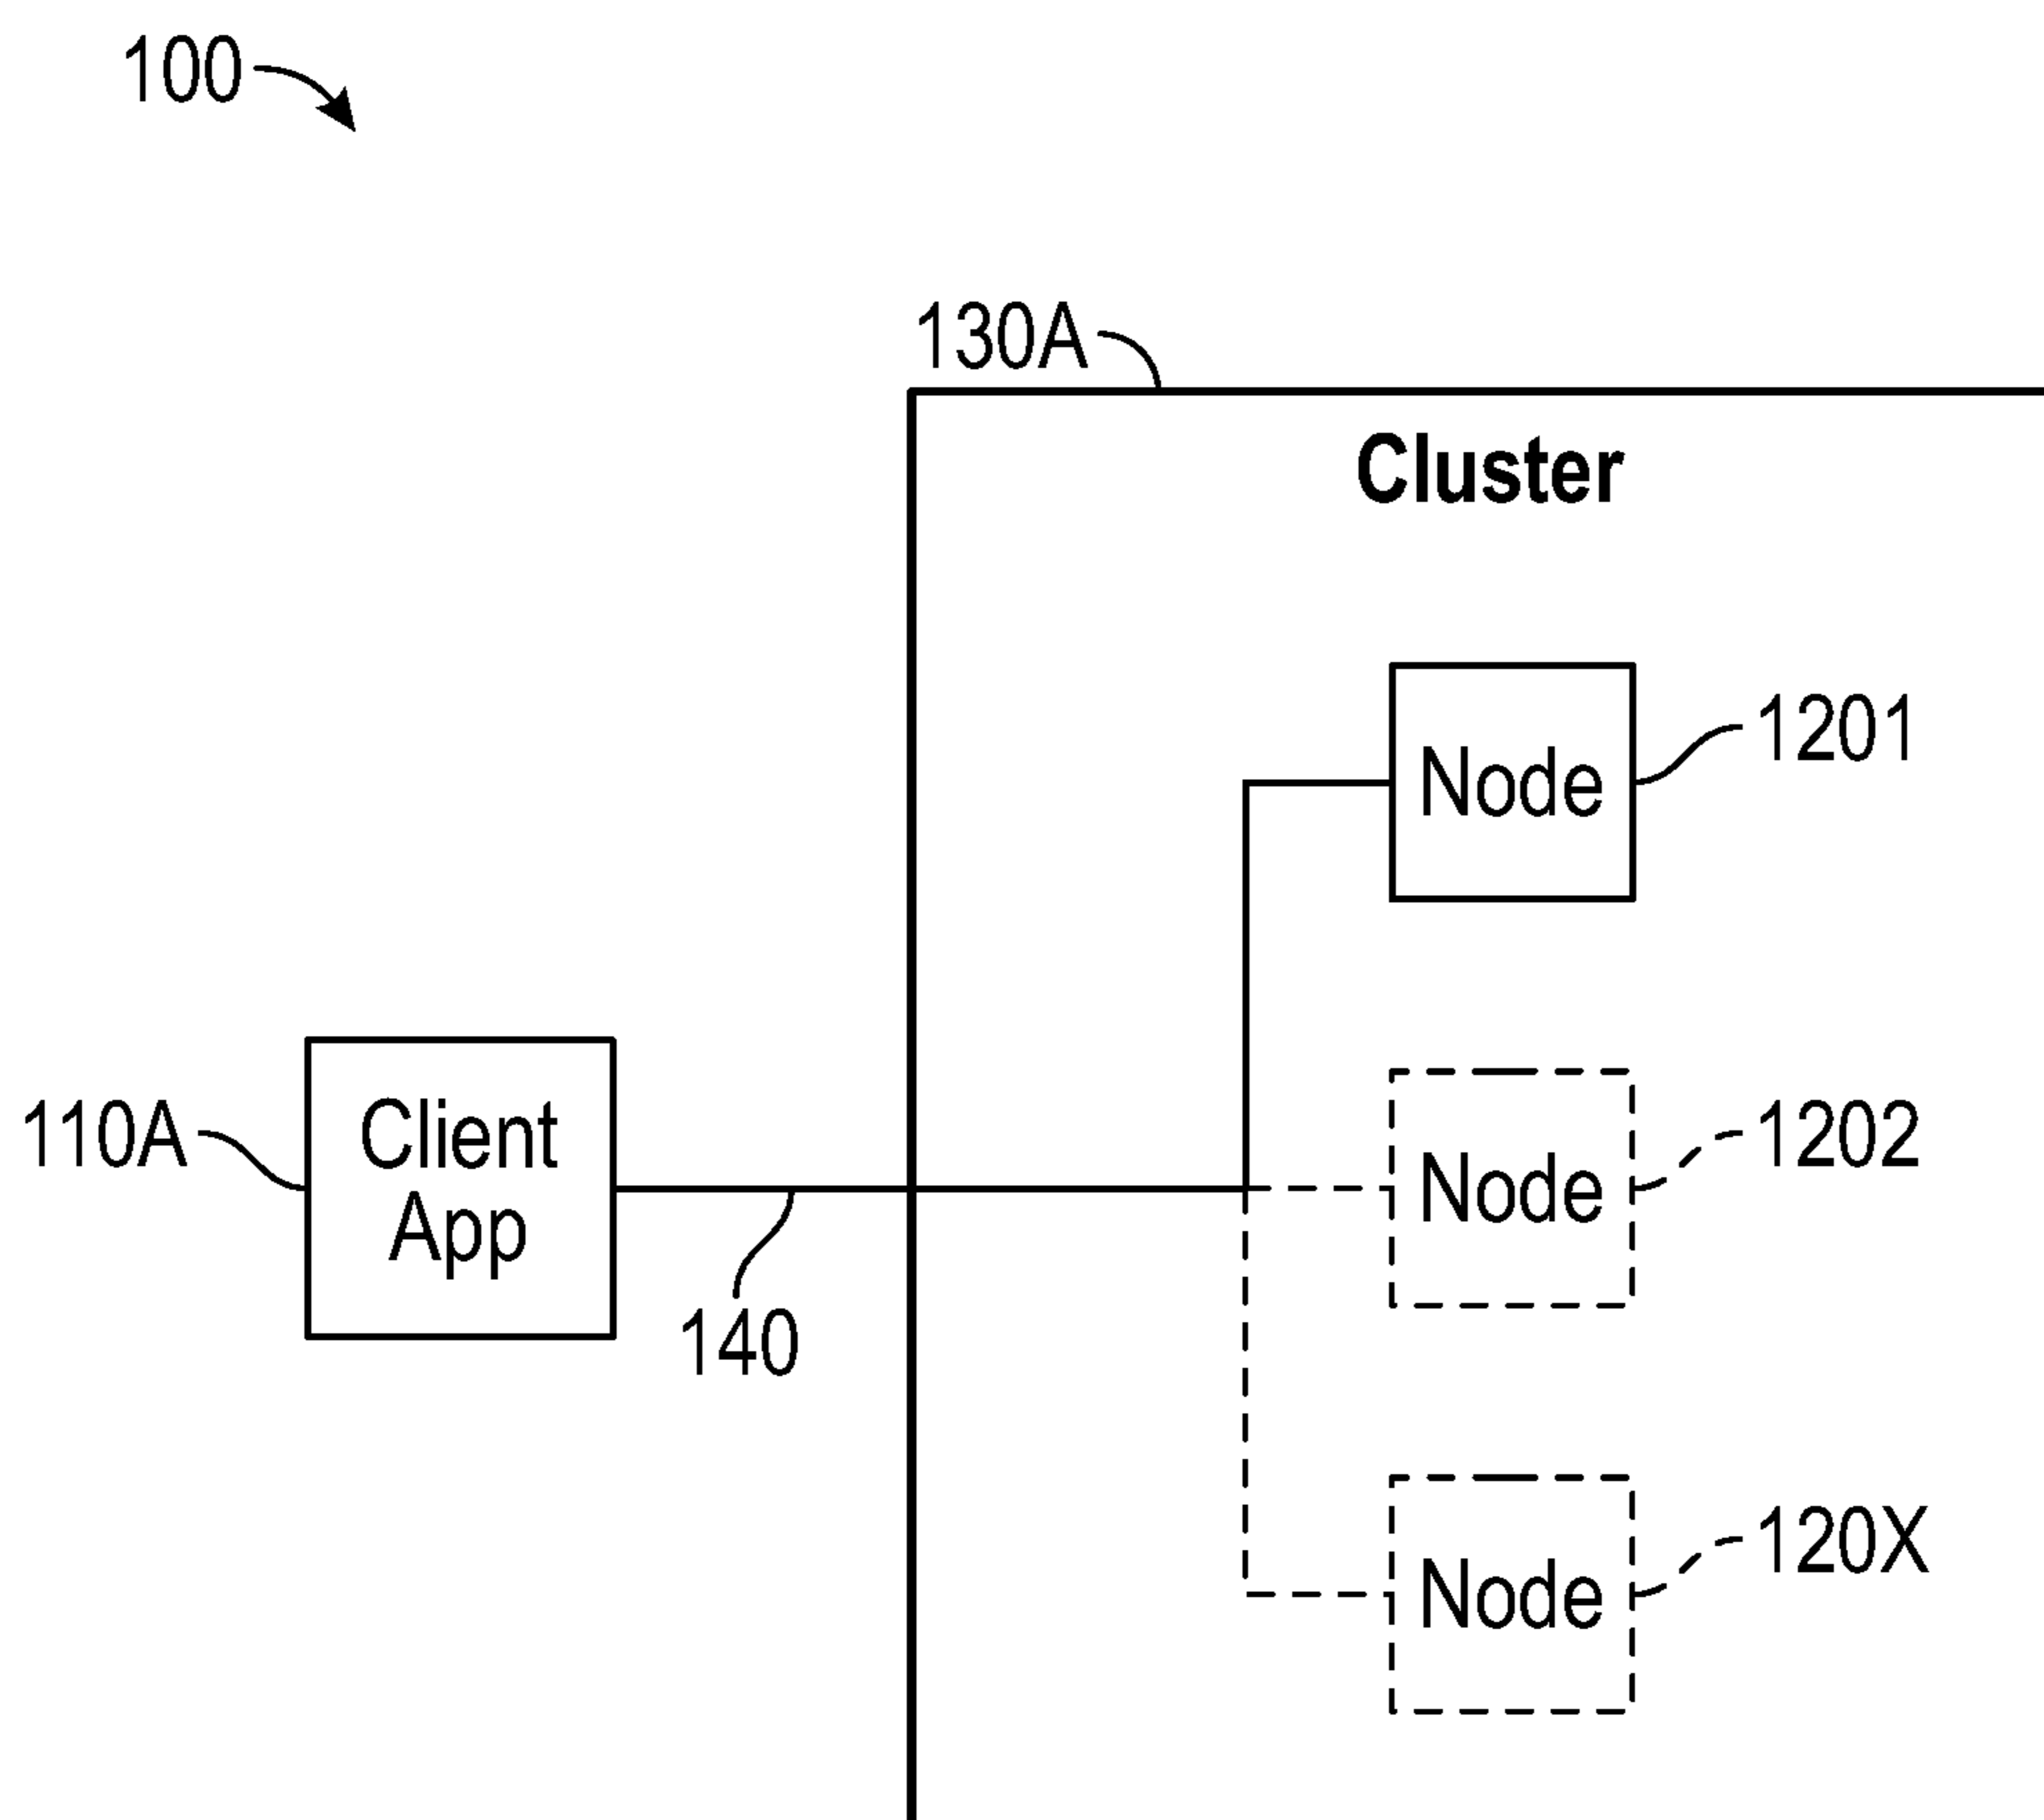 100
130A
Cluster
Node
1201
110A
Client
App
Node
1202
140
Node
120X